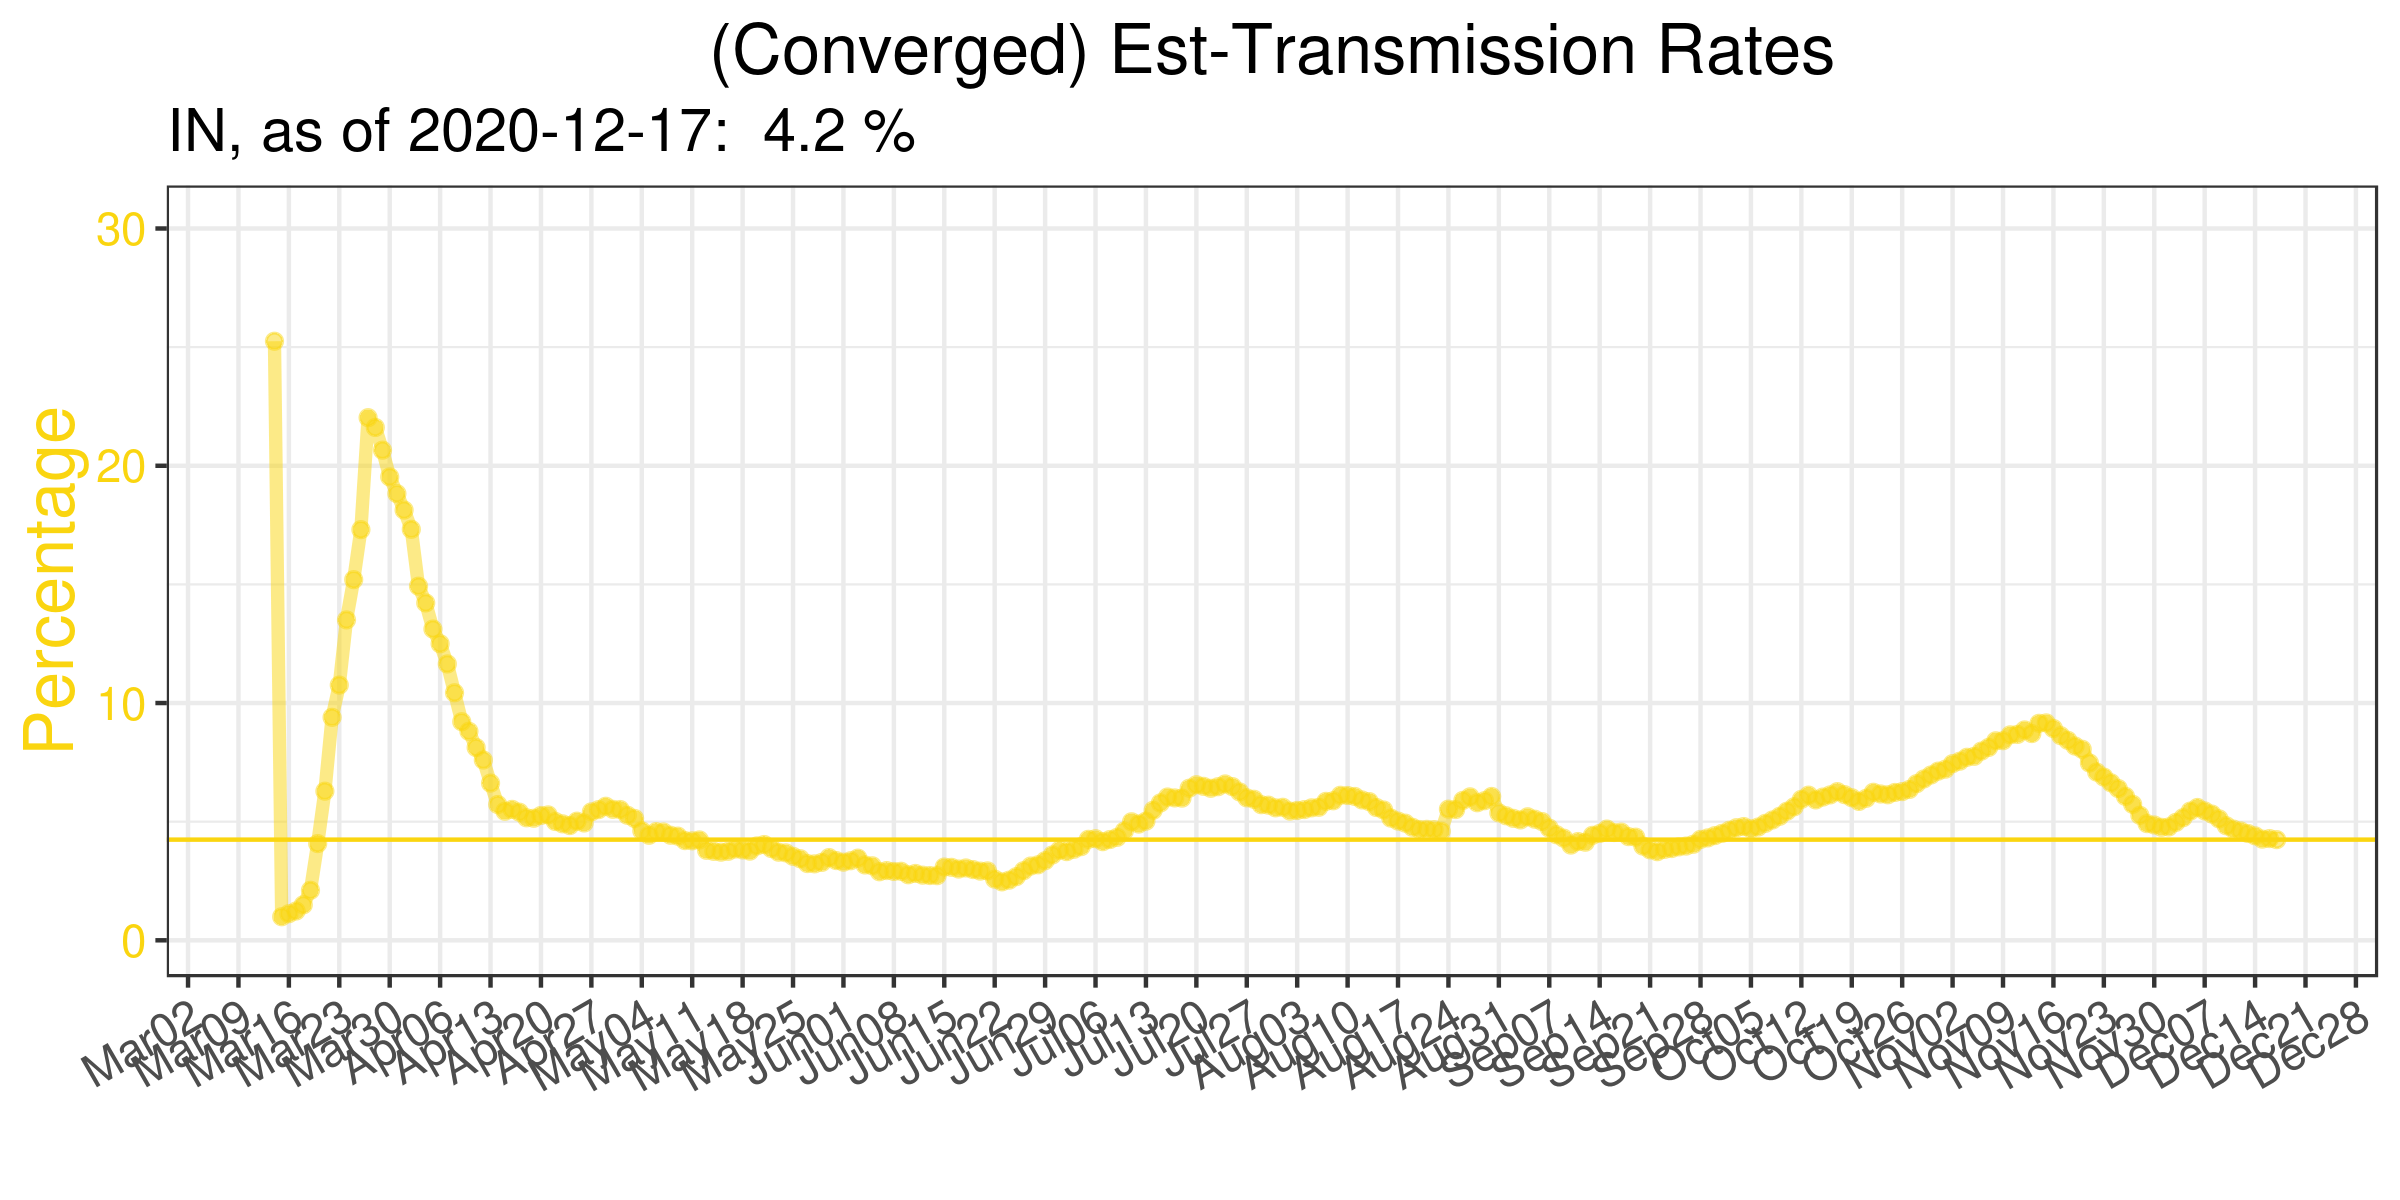 (Converged) Est-Transmission Rates
IN, as of 2020-12-17: 4.2 %
Percentage
30
20
10
0
Mar02
Mar09
Mar16
Mar23
Mar30
Apr06
Apr13
Apr20
Apr27
May04
May11
May18
May25
Jun01
Jun08
Jun15
Jun22
Jun29
Jul06
Jul13
Jul20
Jul27
Aug03
Aug10
Aug17
Aug24
Aug31
Sep07
Sep14
Sep21
Sep28
Oct05
Oct12
Oct19
Oct26
Nov02
Nov09
Nov16
Nov23
Nov30
Dec07
Dec14
Dec21
Dec28